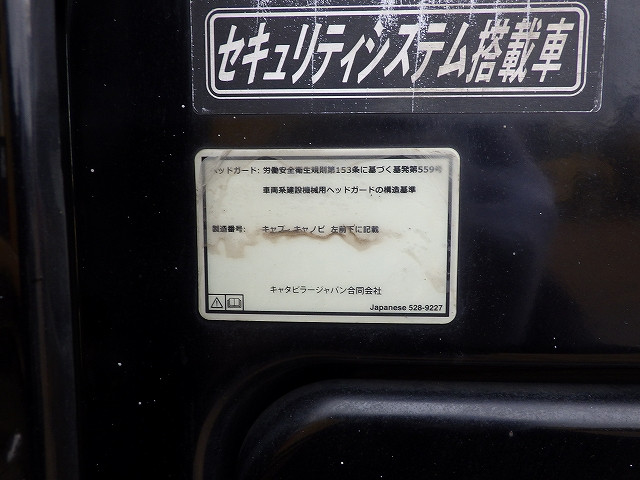 セキュリティシステム搭載車
ヘッドガード: 労働安全衛生規則第153条に基づく基発第559号
車両系建設機械用ヘッドガードの構造基準
製造番号: キャブ・キャノピ 左前下に記載
キャタピラージャパン合同会社
Japanese 528-9227